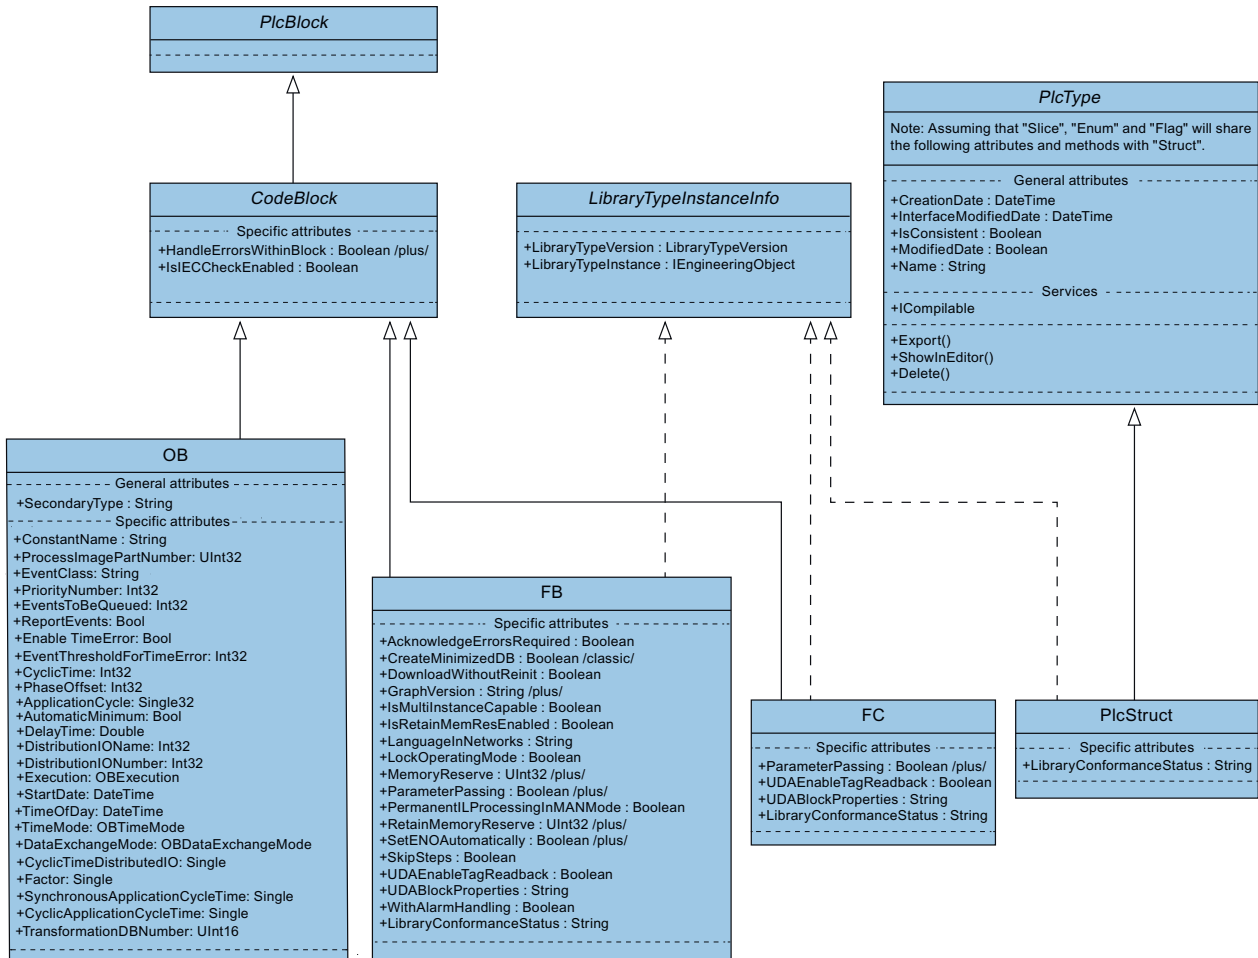 PlcBlock
PlcType
Note: Assuming that "Slice", "Enum" and "Flag" will share
the following attributes and methods with "Struct".
General attributes
+CreationDate : DateTime
+InterfaceModifiedDate : DateTime
+IsConsistent : Boolean
+ModifiedDate : Boolean
+Name : String
Services
+ICompilable
+Export()
+ShowInEditor()
+Delete()
CodeBlock
Specific attributes
+HandleErrorsWithinBlock : Boolean /plus/
+IsIECCheckEnabled : Boolean
LibraryTypeInstanceInfo
+LibraryTypeVersion : LibraryTypeVersion
+LibraryTypeInstance : IEngineeringObject
OB
General attributes
+SecondaryType : String
Specific attributes
+ConstantName : String
+ProcessImagePartNumber: UInt32
+EventClass: String
+PriorityNumber: Int32
+EventsToBeQueued: Int32
+ReportEvents: Bool
+Enable TimeError: Bool
+EventThresholdForTimeError: Int32
+CyclicTime: Int32
+PhaseOffset: Int32
+ApplicationCycle: Single32
+AutomaticMinimum: Bool
+DelayTime: Double
+DistributionIOName: Int32
+DistributionIONumber: Int32
+Execution: OBExecution
+StartDate: DateTime
+TimeOfDay: DateTime
+TimeMode: OBTimeMode
+DataExchangeMode: OBDataExchangeMode
+CyclicTimeDistributedIO: Single
+Factor: Single
+SynchronousApplicationCycleTime: Single
+CyclicApplicationCycleTime: Single
+TransformationDBNumber: UInt16
FB
Specific attributes
+AcknowledgeErrorsRequired : Boolean
+CreateMinimizedDB : Boolean /classic/
+DownloadWithoutReinit : Boolean
+GraphVersion : String /plus/
+IsMultiInstanceCapable : Boolean
+IsRetainMemResEnabled : Boolean
+LanguageInNetworks : String
+LockOperatingMode : Boolean
+MemoryReserve : UInt32 /plus/
+ParameterPassing : Boolean /plus/
+PermanentILProcessingInMANMode : Boolean
+RetainMemoryReserve : UInt32 /plus/
+SetENOAutomatically : Boolean /plus/
+SkipSteps : Boolean
+UDAEnableTagReadback : Boolean
+UDABlockProperties : String
+WithAlarmHandling : Boolean
+LibraryConformanceStatus : String
FC
Specific attributes
+ParameterPassing : Boolean /plus/
+UDAEnableTagReadback : Boolean
+UDABlockProperties : String
+LibraryConformanceStatus : String
PlcStruct
Specific attributes
+LibraryConformanceStatus : String